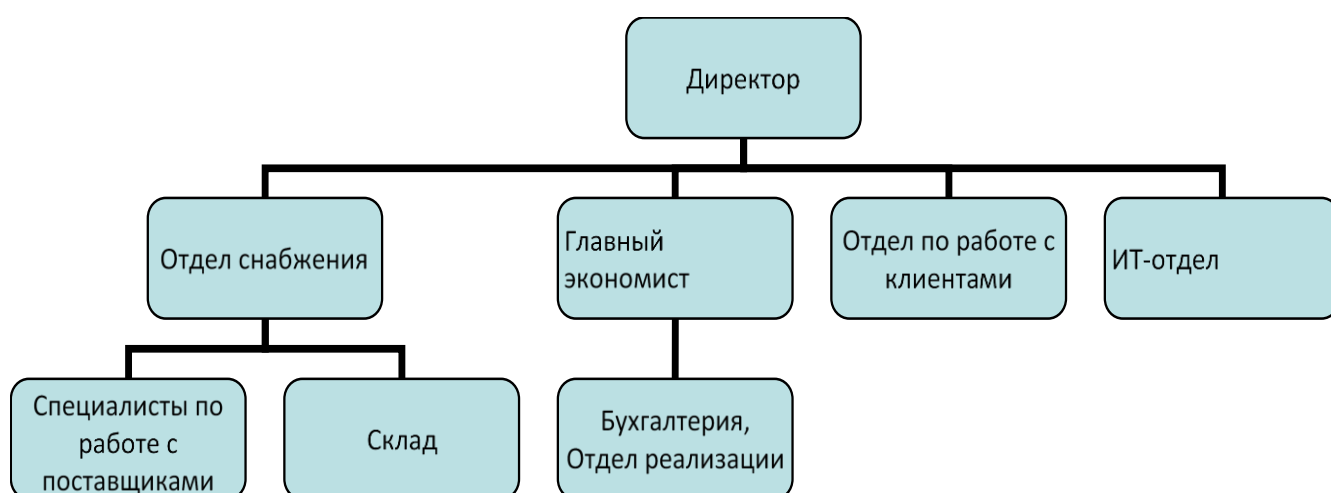 Директор
Отдел снабжения
Главный
экономист
Отдел по работе с
клиентами
ИТ-отдел
Специалисты по
работе с
поставщиками
Склад
Бухгалтерия,
Отдел реализации